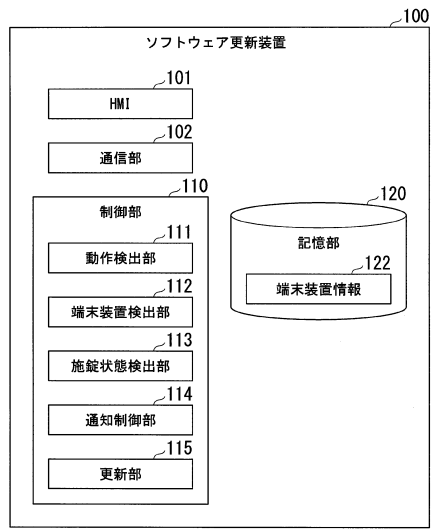 100
ソフトウェア更新装置
101
HMI
102
通信部
110
制御部
111
動作検出部
112
端末装置検出部
113
施錠状態検出部
114
通知制御部
115
更新部
120
記憶部
122
端末装置情報